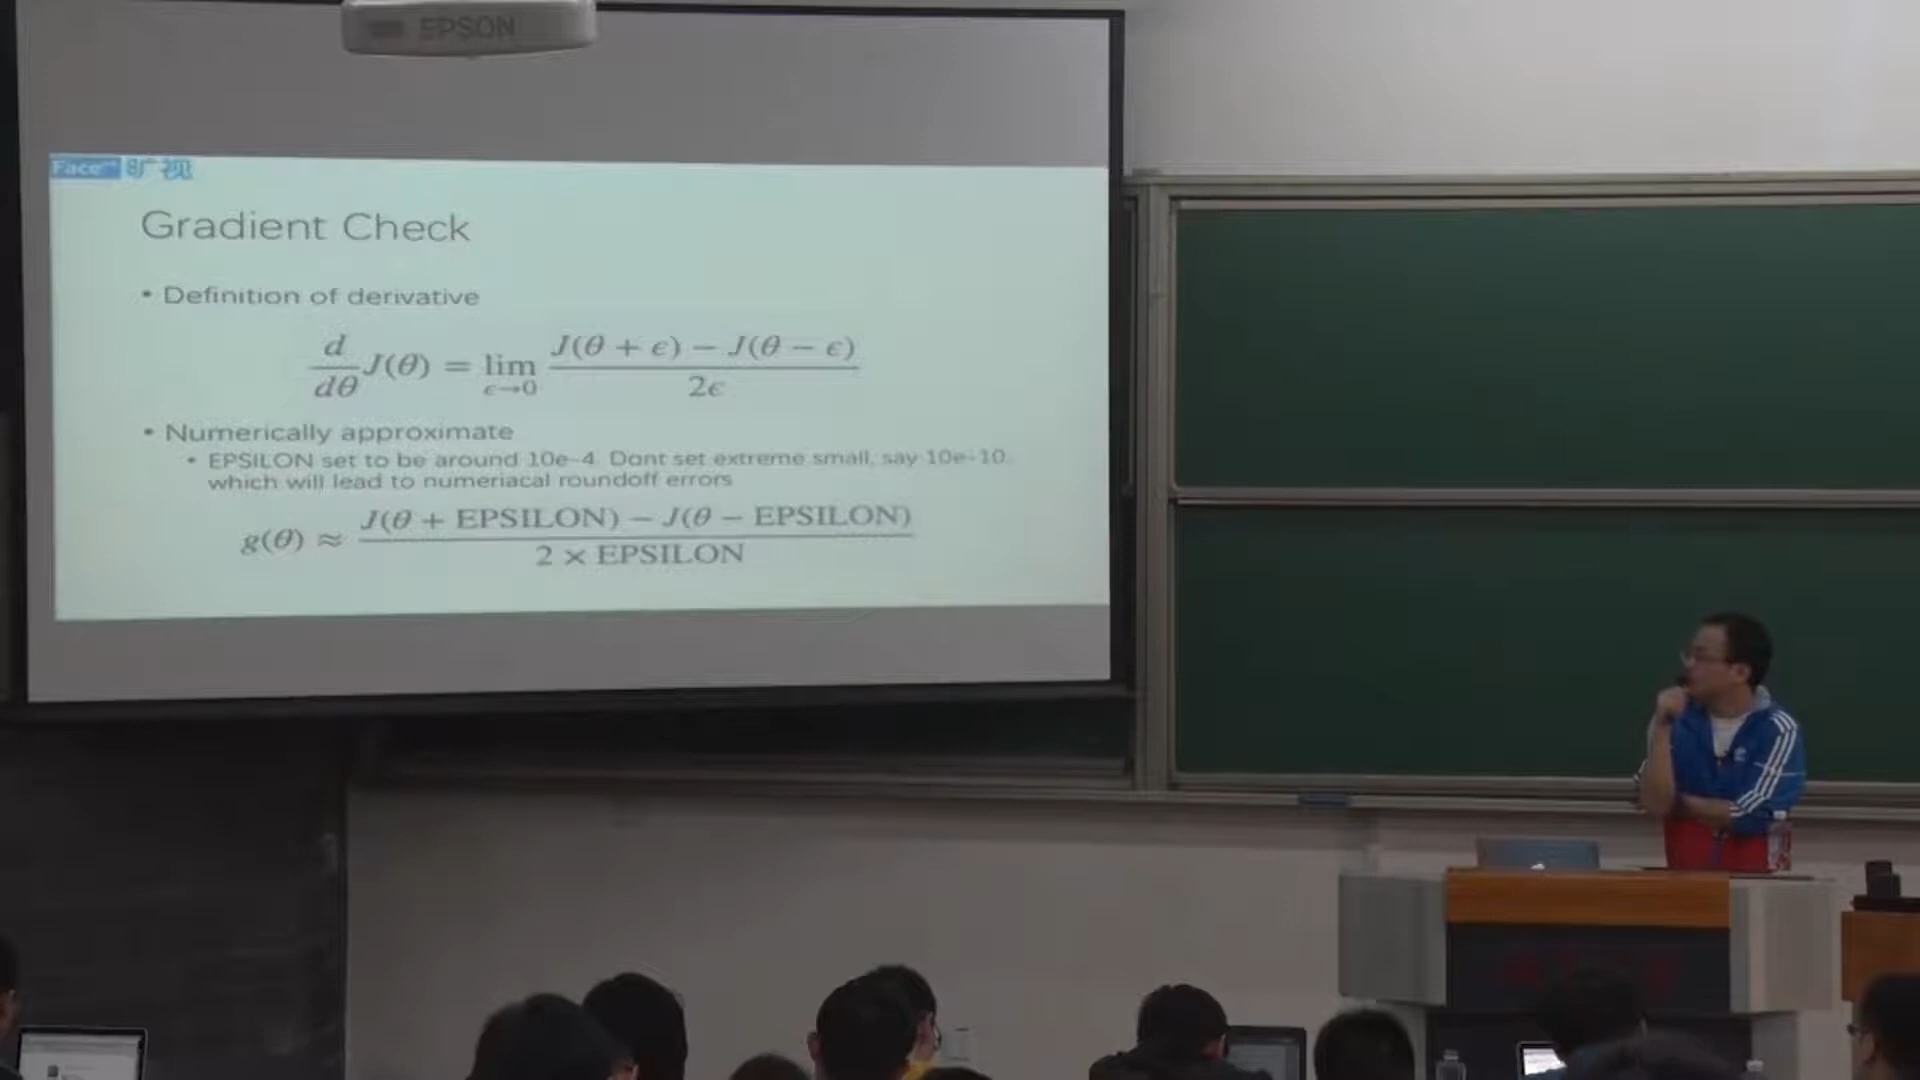 EPSON
Face++ 旷视
Gradient Check
• Definition of derivative
d/dθ J(θ) = lim ϵ→0 J(θ + ϵ) − J(θ − ϵ) / 2ϵ
• Numerically approximate
• EPSILON set to be around 10e-4. Dont set extreme small, say 10e-10,
which will lead to numeriacal roundoff errors
g(θ) ≈ J(θ + EPSILON) − J(θ − EPSILON) / 2 × EPSILON